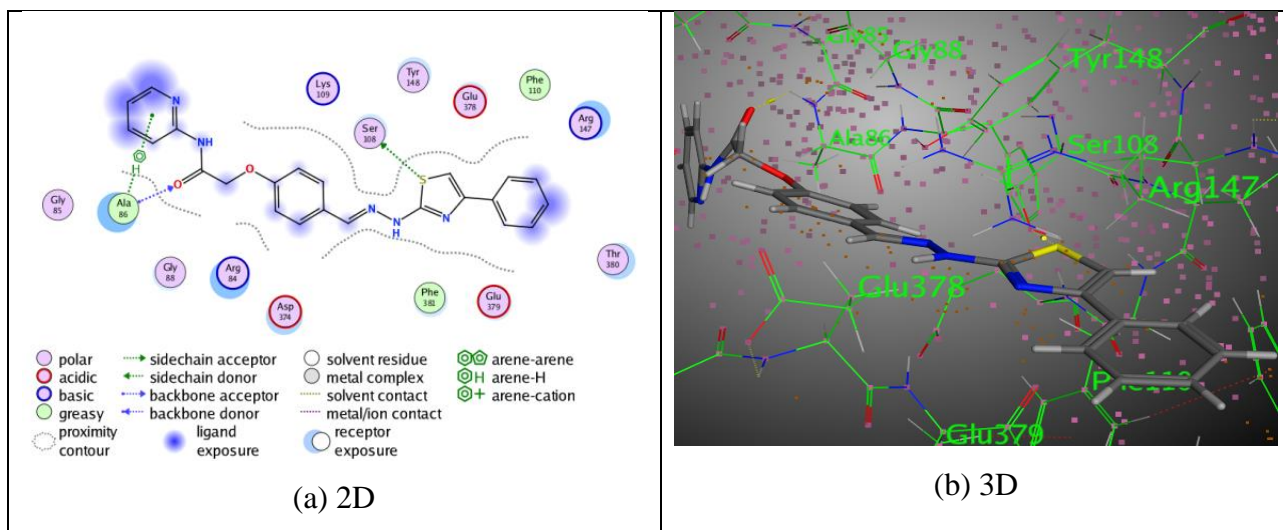 Lys
109
Tyr
148
Glu
378
Phe
110
Arg
147
Ser
108
N
NH
O
O
H
S
N
N
N
H
Ala
86
Gly
85
Gly
88
Arg
84
Asp
374
Phe
381
Glu
379
Thr
380
polar
acidic
basic
greasy
proximity
contour
sidechain acceptor
sidechain donor
backbone acceptor
backbone donor
ligand
exposure
solvent residue
metal complex
solvent contact
metal/ion contact
receptor
exposure
arene-arene
H arene-H
+ arene-cation
(a) 2D
Gly85
Gly88
Tyr148
Ala86
Ser108
Arg147
Glu378
Phe110
Glu379
(b) 3D